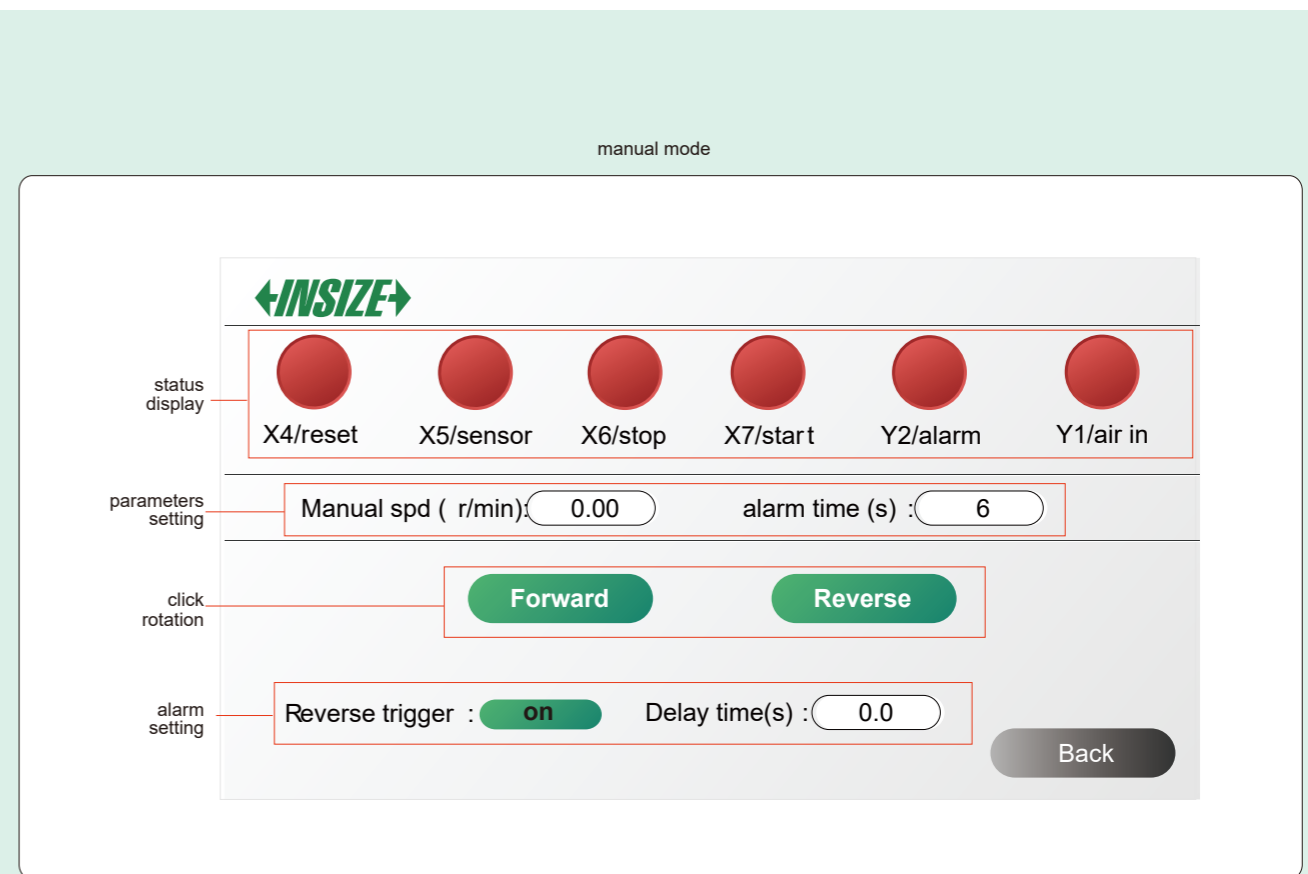 manual mode
INSIZE
status
display
X4/reset X5/sensor X6/stop X7/start Y2/alarm Y1/air in
parameters
setting
Manual spd ( r/min): 0.00 alarm time (s) : 6
click
rotation
Forward Reverse
alarm
setting
Reverse trigger : on Delay time(s) : 0.0
Back